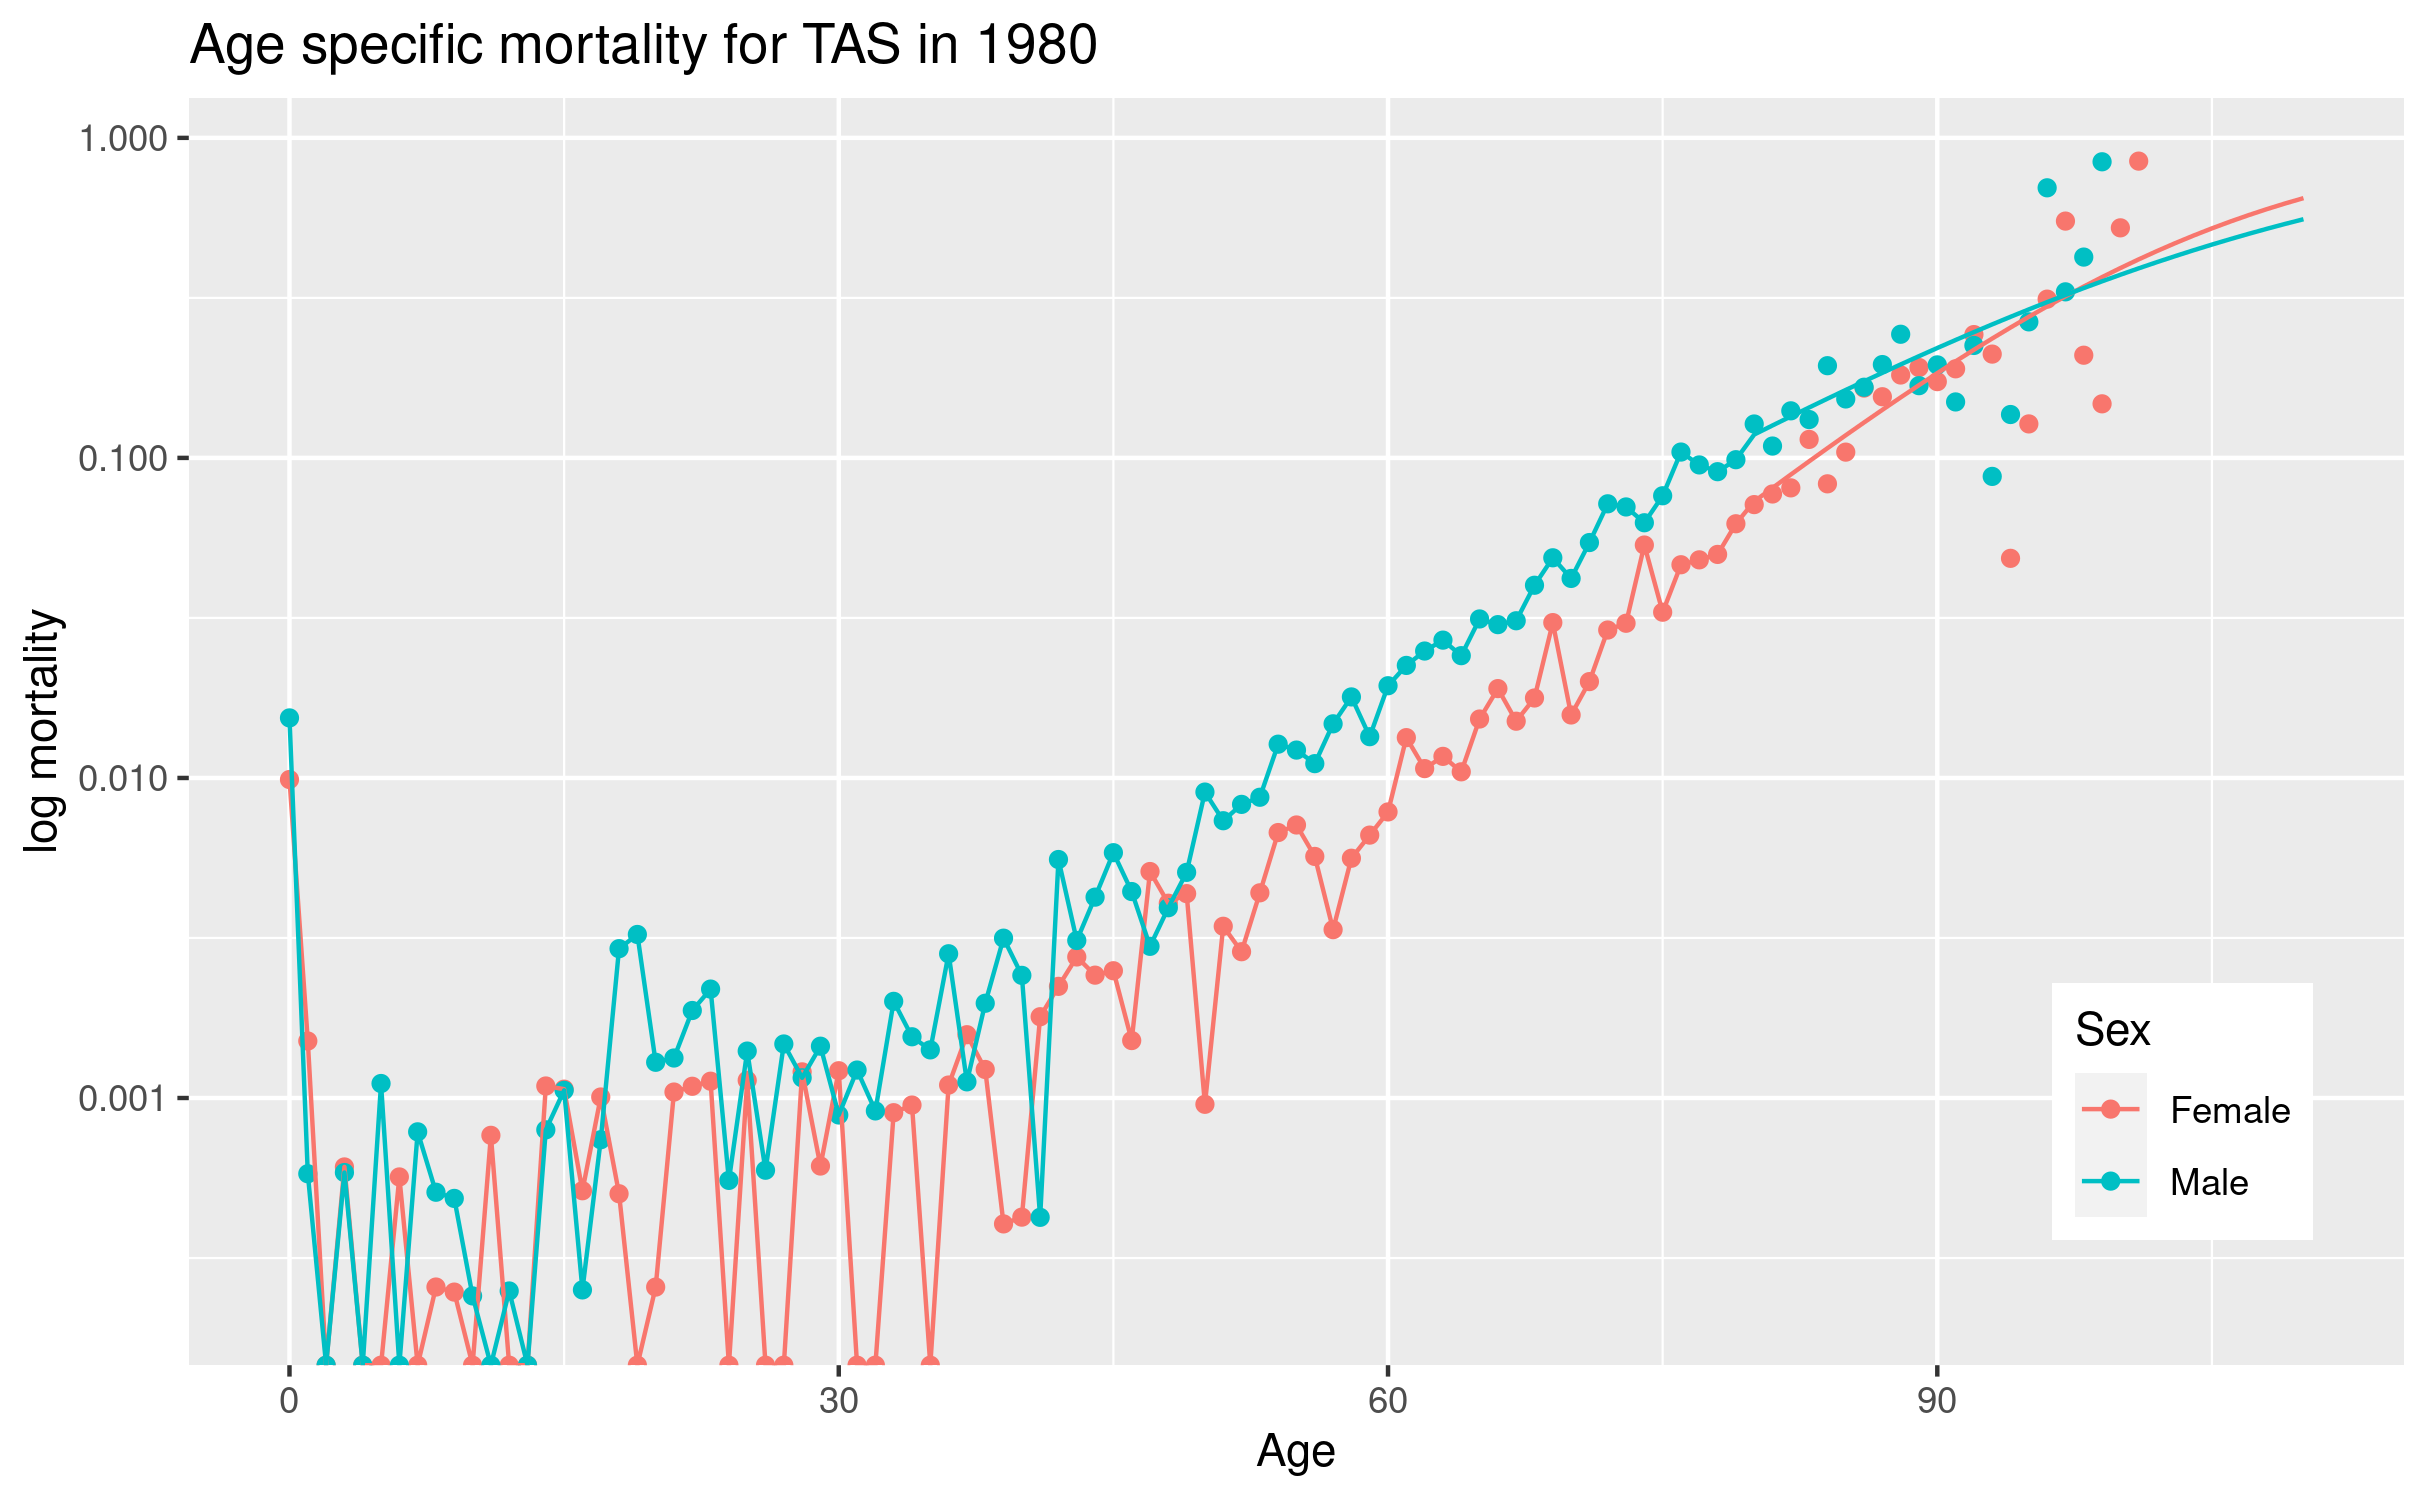 Age specific mortality for TAS in 1980
1.000
0.100
0.010
0.001
log mortality
0 30 60 90
Age
Sex
Female
Male